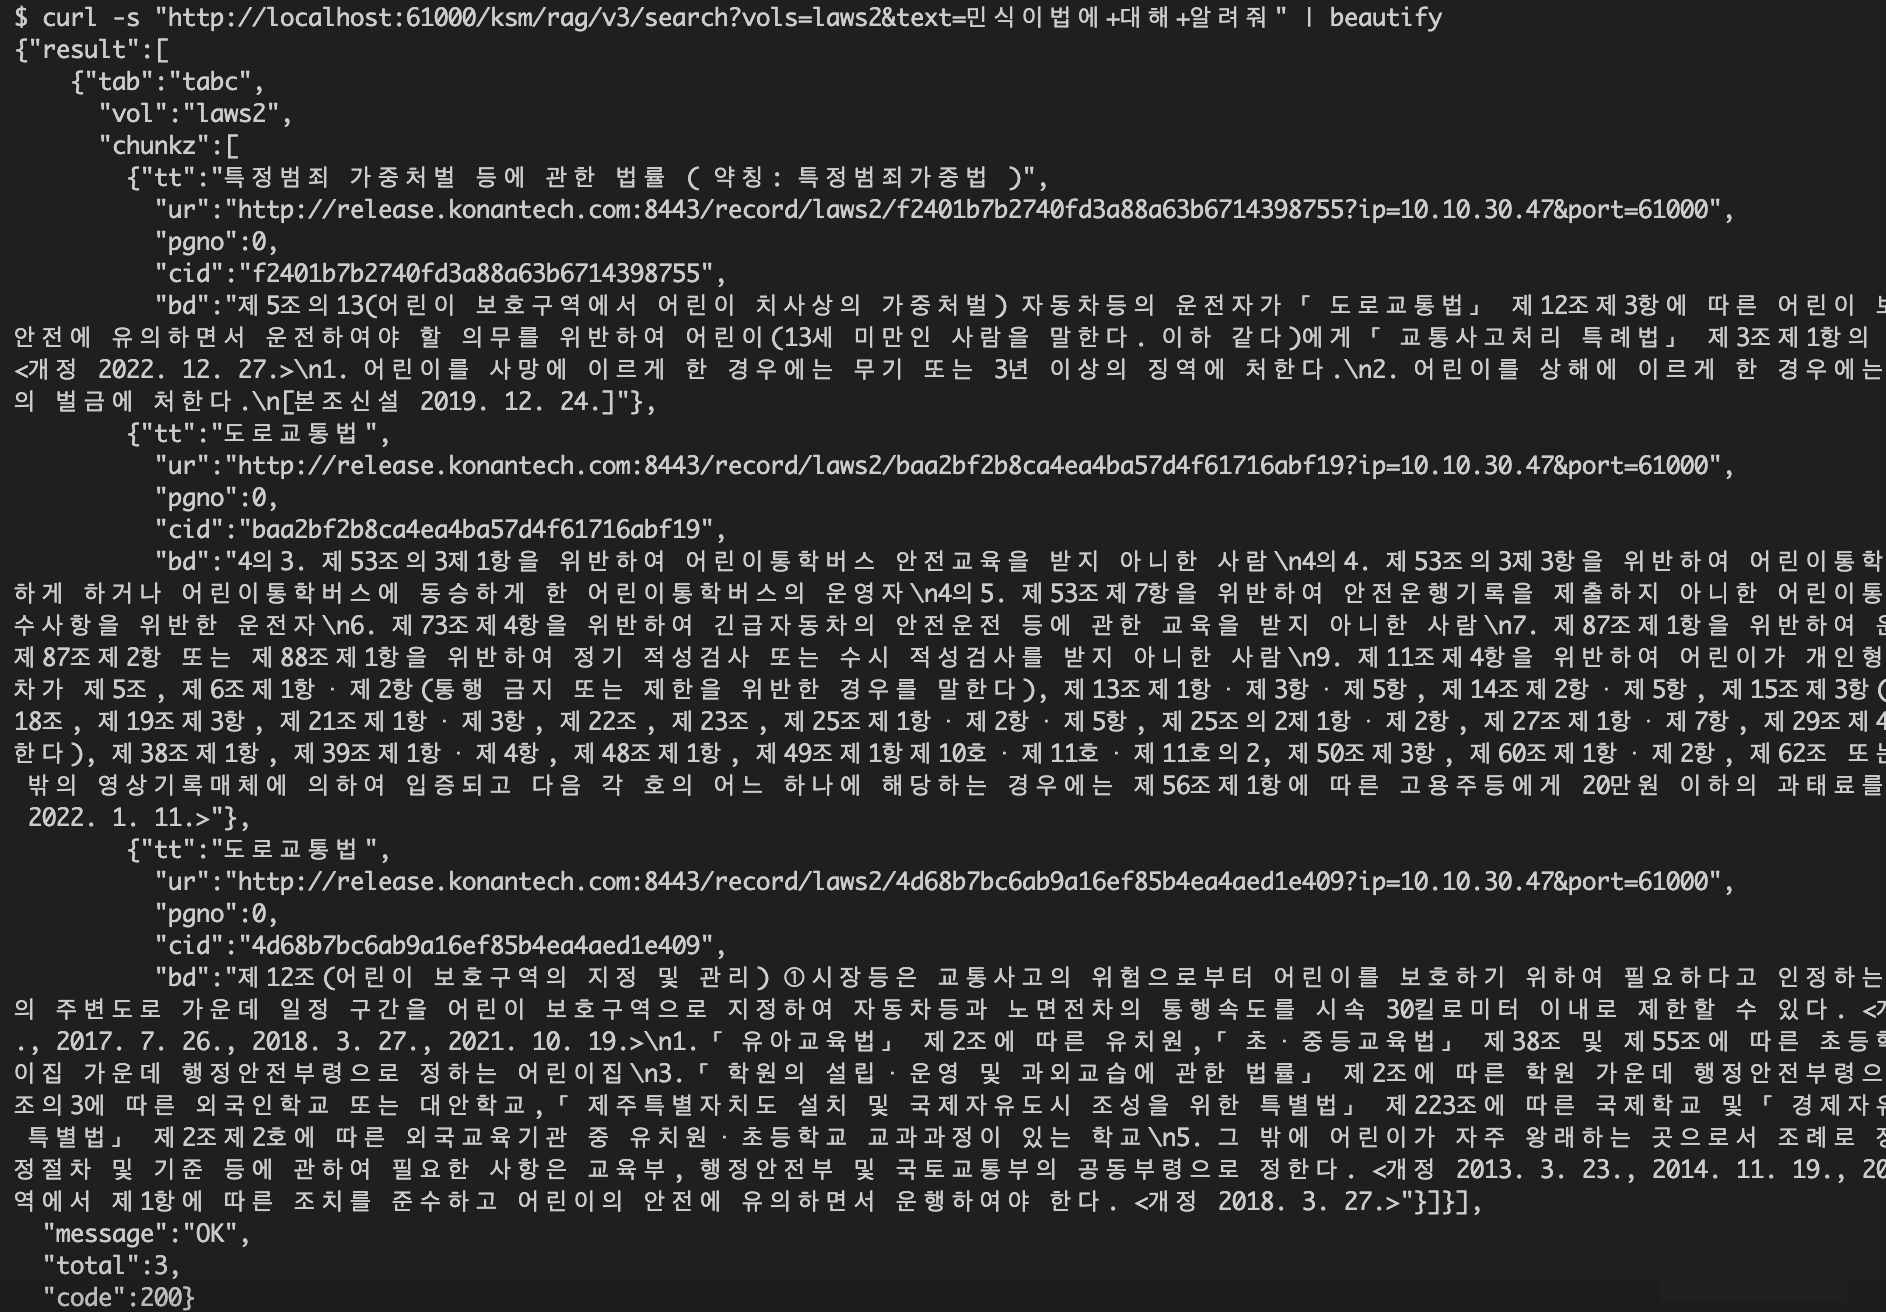 $ curl -s "http://localhost:61000/ksm/rag/v3/search?vols=laws2&text=민식이법에+대해+알려줘" | beautify
{"result":[
{"tab":"tabc",
"vol":"laws2",
"chunkz":[
{"tt":"특정범죄 가중처벌 등에 관한 법률 ( 약칭: 특정범죄가중법 )",
"ur":"http://release.konantech.com:8443/record/laws2/f2401b7b2740fd3a88a63b6714398755?ip=10.10.30.47&port=61000",
"pgno":0,
"cid":"f2401b7b2740fd3a88a63b6714398755",
"bd":"제5조의13(어린이 보호구역에서 어린이 치사상의 가중처벌) 자동차등의 운전자가「 도로교통법」 제12조제3항에 따른 어린이
안전에 유의하면서 운전하여야 할 의무를 위반하여 어린이(13세 미만인 사람을 말한다. 이하 같다)에게「 교통사고처리 특례법」 제3조제1항의
<개정 2022. 12. 27.>\n1. 어린이를 사망에 이르게 한 경우에는 무기 또는 3년 이상의 징역에 처한다.\n2. 어린이를 상해에 이르게 한 경우에는
의 벌금에 처한다.\n[본조신설 2019. 12. 24.]"},
{"tt":"도로교통법",
"ur":"http://release.konantech.com:8443/record/laws2/baa2bf2b8ca4ea4ba57d4f61716abf19?ip=10.10.30.47&port=61000",
"pgno":0,
"cid":"baa2bf2b8ca4ea4ba57d4f61716abf19",
"bd":"4의3. 제53조의3제1항을 위반하여 어린이통학버스 안전교육을 받지 아니한 사람\n4의4. 제53조의3제3항을 위반하여 어린이통학
하게 하거나 어린이통학버스에 동승하게 한 어린이통학버스의 운영자\n4의5. 제53조제7항을 위반하여 안전운행기록을 제출하지 아니한 어린이통
수사항을 위반한 운전자\n6. 제73조제4항을 위반하여 긴급자동차의 안전운전 등에 관한 교육을 받지 아니한 사람\n7. 제87조제1항을 위반하여
제87조제2항 또는 제88조제1항을 위반하여 정기 적성검사 또는 수시 적성검사를 받지 아니한 사람\n9. 제11조제4항을 위반하여 어린이가 개인형
차가 제5조, 제6조제1항ㆍ제2항(통행 금지 또는 제한을 위반한 경우를 말한다), 제13조제1항ㆍ제3항ㆍ제5항, 제14조제2항ㆍ제5항, 제15조제3항(
18조, 제19조제3항, 제21조제1항ㆍ제3항, 제22조, 제23조, 제25조제1항ㆍ제2항ㆍ제5항, 제25조의2제1항ㆍ제2항, 제27조제1항ㆍ제7항, 제29조제4
한다), 제38조제1항, 제39조제1항ㆍ제4항, 제48조제1항, 제49조제1항제10호ㆍ제11호ㆍ제11호의2, 제50조제3항, 제60조제1항ㆍ제2항, 제62조 또는
밖의 영상기록매체에 의하여 입증되고 다음 각 호의 어느 하나에 해당하는 경우에는 제56조제1항에 따른 고용주등에게 20만원 이하의 과태료를
2022. 1. 11.>"},
{"tt":"도로교통법",
"ur":"http://release.konantech.com:8443/record/laws2/4d68b7bc6ab9a16ef85b4ea4aed1e409?ip=10.10.30.47&port=61000",
"pgno":0,
"cid":"4d68b7bc6ab9a16ef85b4ea4aed1e409",
"bd":"제12조(어린이 보호구역의 지정 및 관리) ①시장등은 교통사고의 위험으로부터 어린이를 보호하기 위하여 필요하다고 인정하는
의 주변도로 가운데 일정 구간을 어린이 보호구역으로 지정하여 자동차등과 노면전차의 통행속도를 시속 30킬로미터 이내로 제한할 수 있다. <
., 2017. 7. 26., 2018. 3. 27., 2021. 10. 19.>\n1.「 유아교육법」 제2조에 따른 유치원,「 초ㆍ중등교육법」 제38조 및 제55조에 따른 초등학
이집 가운데 행정안전부령으로 정하는 어린이집\n3.「 학원의 설립ㆍ운영 및 과외교습에 관한 법률」 제2조에 따른 학원 가운데 행정안전부령으
조의3에 따른 외국인학교 또는 대안학교,「 제주특별자치도 설치 및 국제자유도시 조성을 위한 특별법」 제223조에 따른 국제학교 및「 경제자유
특별법」 제2조제2호에 따른 외국교육기관 중 유치원ㆍ초등학교 교과과정이 있는 학교\n5. 그 밖에 어린이가 자주 왕래하는 곳으로서 조례로
정절차 및 기준 등에 관하여 필요한 사항은 교육부, 행정안전부 및 국토교통부의 공동부령으로 정한다. <개정 2013. 3. 23., 2014. 11. 19., 20
역에서 제1항에 따른 조치를 준수하고 어린이의 안전에 유의하면서 운행하여야 한다. <개정 2018. 3. 27.>"}]}],
"message":"OK",
"total":3,
"code":200}